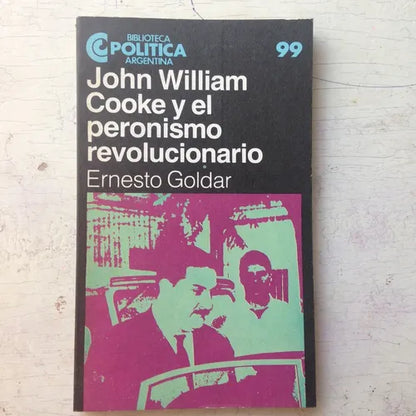 BIBLIOTECA
POLITICA
ARGENTINA
99
John William
Cooke y el
peronismo
revolucionario
Ernesto Goldar